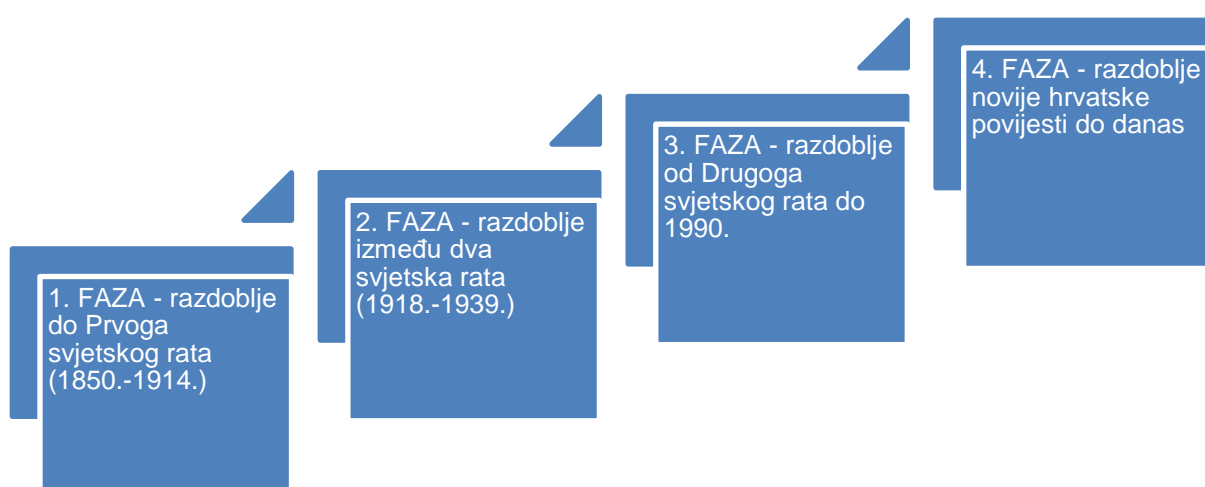 1. FAZA - razdoblje
do Prvoga
svjetskog rata
(1850.-1914.)
2. FAZA - razdoblje
između dva
svjetska rata
(1918.-1939.)
3. FAZA - razdoblje
od Drugoga
svjetskog rata do
1990.
4. FAZA - razdoblje
novije hrvatske
povijesti do danas